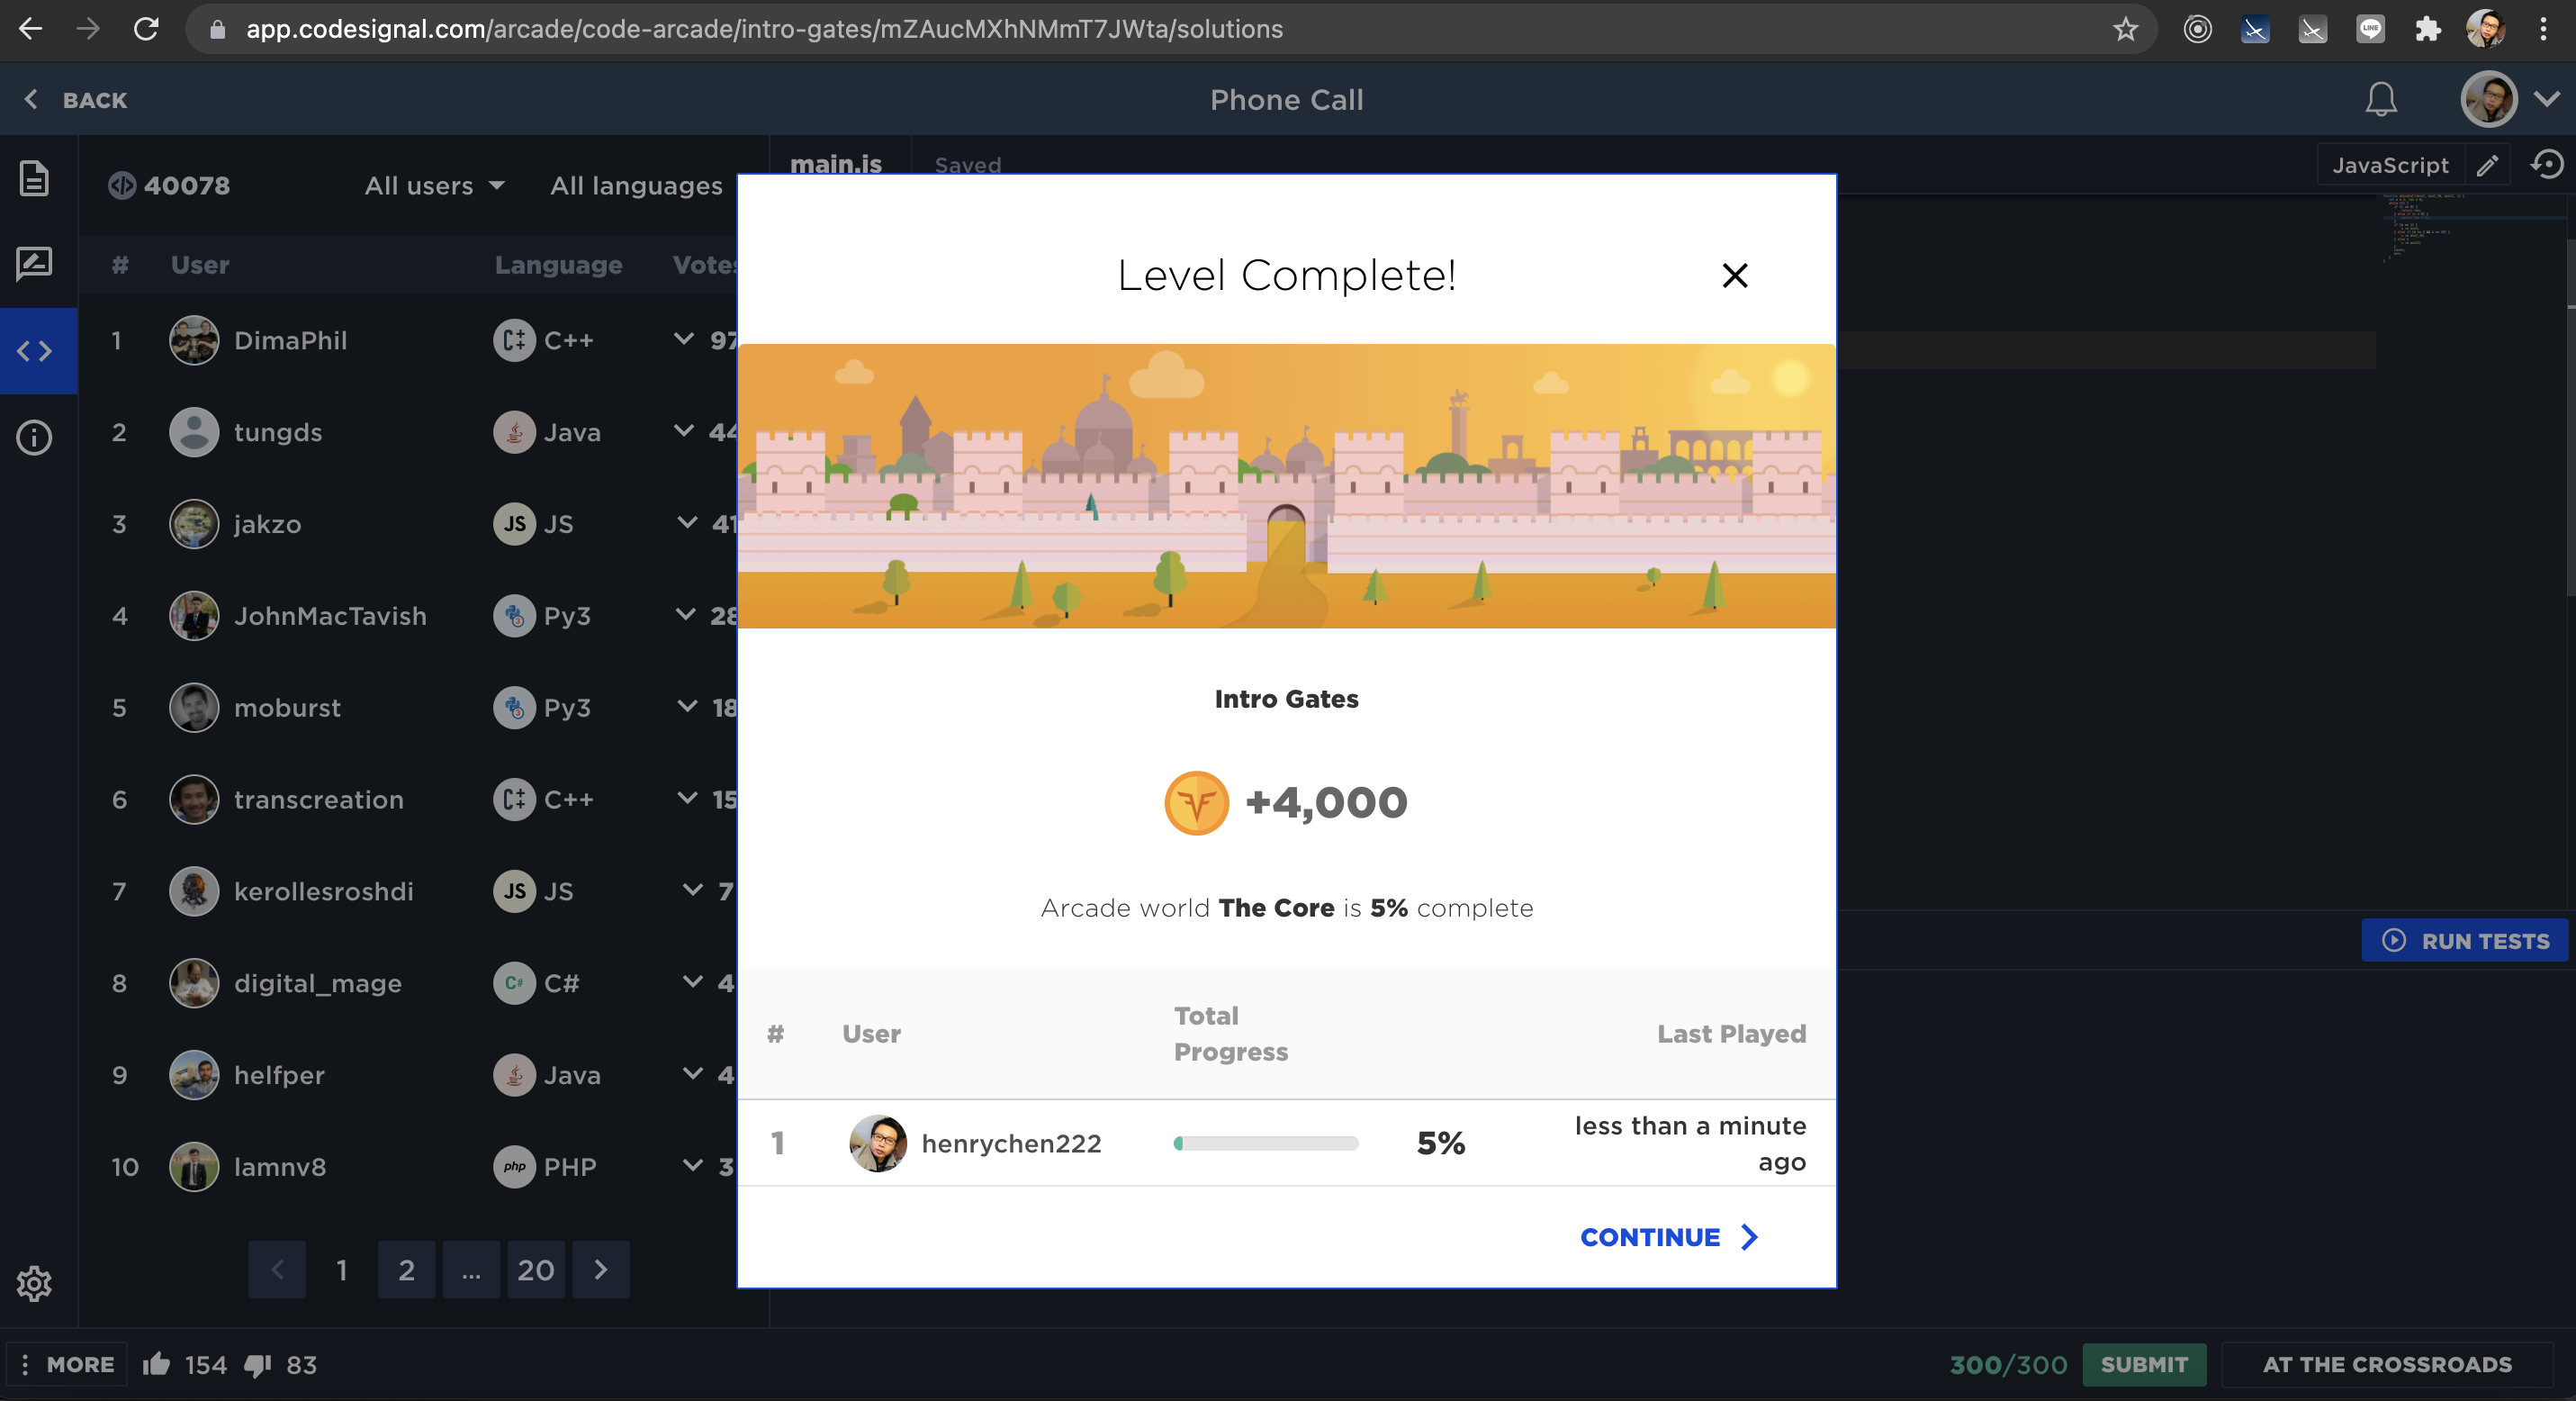 app.codesignal.com/arcade/code-arcade/intro-gates/mZAucMXhNMmT7JWta/solutions
BACK
Phone Call
40078
All users
All languages
main.js
Saved
JavaScript
# User Language Votes
1 DimaPhil C++ 97
2 tungds Java 44
3 jakzo JS JS 41
4 JohnMacTavish Py3 28
5 moburst Py3 18
6 transcreation C++ 15
7 kerollesroshdi JS JS 7
8 digital_mage C# C# 4
9 helfper Java 4
10 lamnv8 php PHP 3
1 2 ... 20
Level Complete!
Intro Gates
+4,000
Arcade world The Core is 5% complete
# User Total Progress Last Played
1 henrychen222 5% less than a minute ago
CONTINUE
RUN TESTS
MORE 154 83
300/300 SUBMIT AT THE CROSSROADS